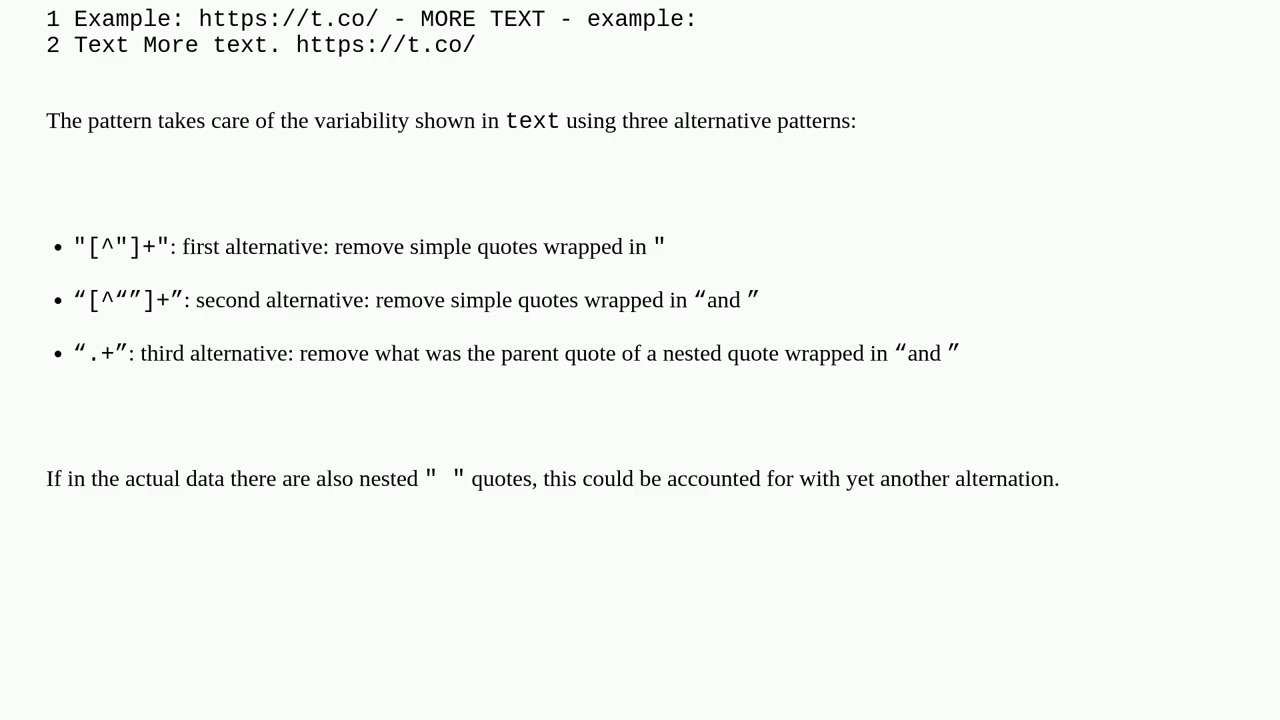 1 Example: https://t.co/ - MORE TEXT - example:
2 Text More text. https://t.co/
The pattern takes care of the variability shown in text using three alternative patterns:
• "[^"]+": first alternative: remove simple quotes wrapped in "
• “[^“”]+”: second alternative: remove simple quotes wrapped in “and ”
• “.+”: third alternative: remove what was the parent quote of a nested quote wrapped in “and ”
If in the actual data there are also nested " " quotes, this could be accounted for with yet another alternation.